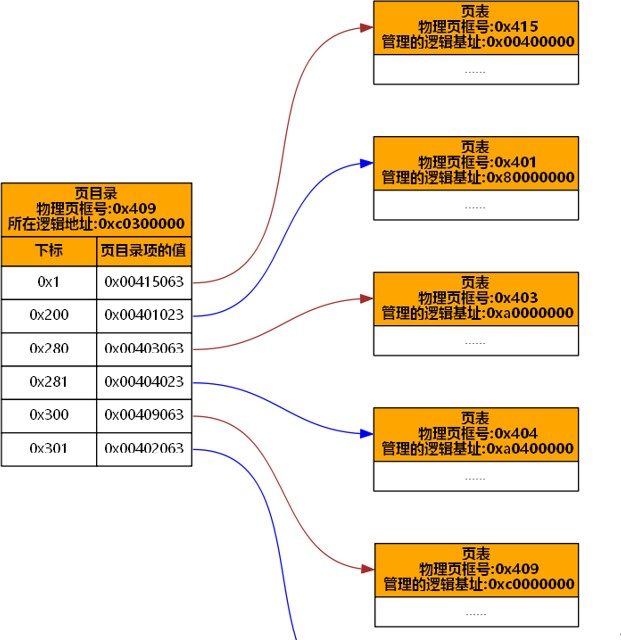 页目录
物理页框号:0x409
所在逻辑地址:0xc0300000
下标 页目录项的值
0x1 0x00415063
0x200 0x00401023
0x280 0x00403063
0x281 0x00404023
0x300 0x00409063
0x301 0x00402063
页表
物理页框号:0x415
管理的逻辑基址:0x00400000
......
页表
物理页框号:0x401
管理的逻辑基址:0x80000000
......
页表
物理页框号:0x403
管理的逻辑基址:0xa0000000
......
页表
物理页框号:0x404
管理的逻辑基址:0xa0400000
......
页表
物理页框号:0x409
管理的逻辑基址:0xc0000000
......